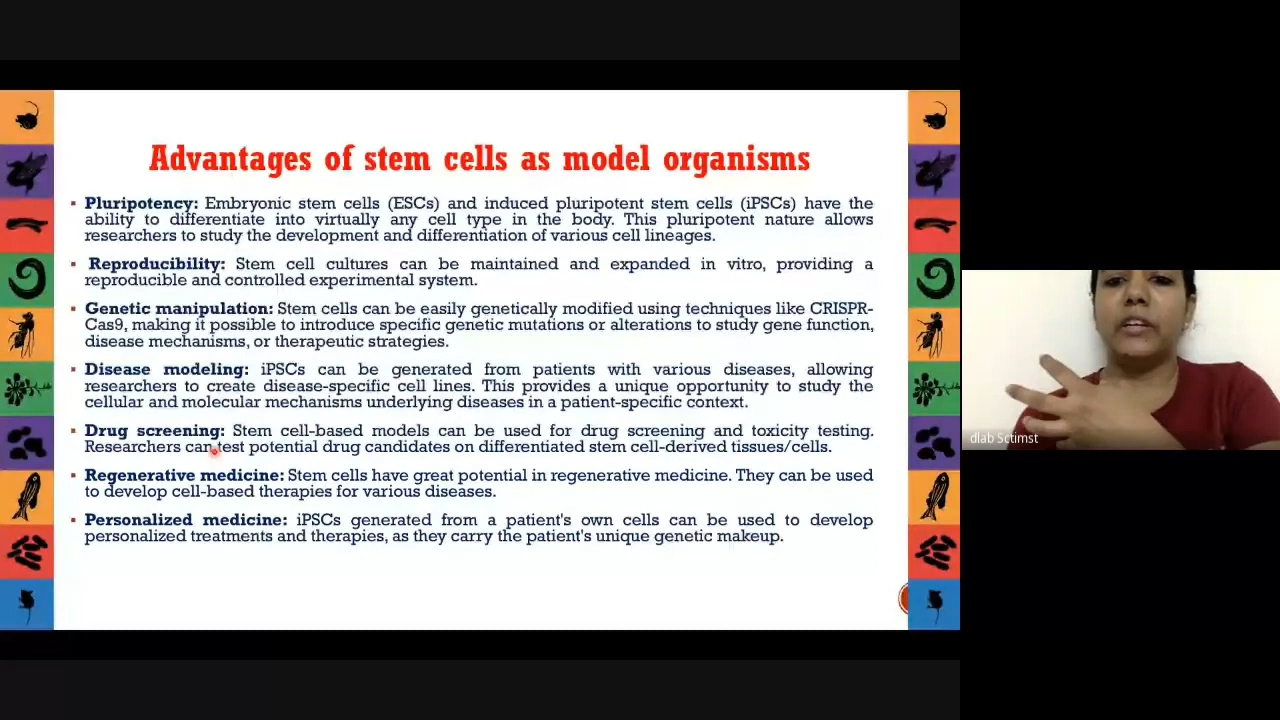 Advantages of stem cells as model organisms
▪ Pluripotency: Embryonic stem cells (ESCs) and induced pluripotent stem cells (iPSCs) have the
ability to differentiate into virtually any cell type in the body. This pluripotent nature allows
researchers to study the development and differentiation of various cell lineages.
▪ Reproducibility: Stem cell cultures can be maintained and expanded in vitro, providing a
reproducible and controlled experimental system.
▪ Genetic manipulation: Stem cells can be easily genetically modified using techniques like CRISPR-
Cas9, making it possible to introduce specific genetic mutations or alterations to study gene function,
disease mechanisms, or therapeutic strategies.
▪ Disease modeling: iPSCs can be generated from patients with various diseases, allowing
researchers to create disease-specific cell lines. This provides a unique opportunity to study the
cellular and molecular mechanisms underlying diseases in a patient-specific context.
▪ Drug screening: Stem cell-based models can be used for drug screening and toxicity testing.
Researchers can test potential drug candidates on differentiated stem cell-derived tissues/cells.
▪ Regenerative medicine: Stem cells have great potential in regenerative medicine. They can be used
to develop cell-based therapies for various diseases.
▪ Personalized medicine: iPSCs generated from a patient's own cells can be used to develop
personalized treatments and therapies, as they carry the patient's unique genetic makeup.
dlab Sctimst